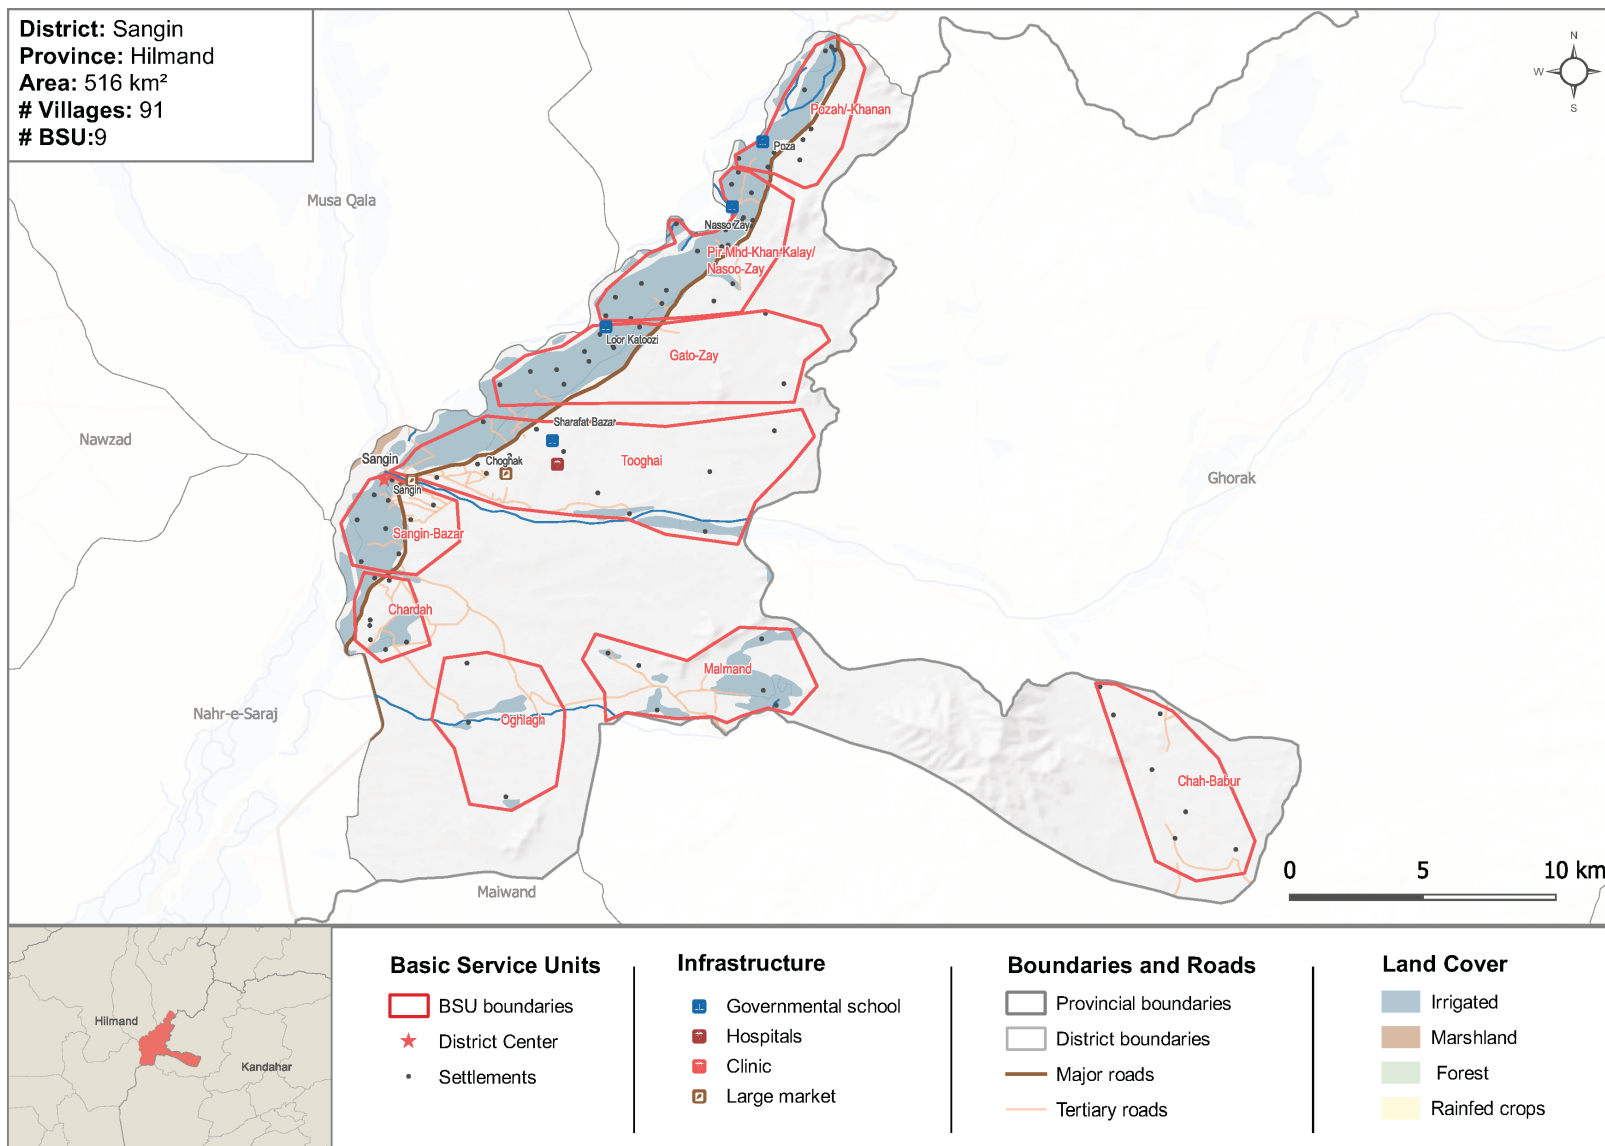 District: Sangin
Province: Hilmand
Area: 516 km²
# Villages: 91
# BSU:9
N
W
S
Musa Qala
Pozah/-Khanan
Poza
Nasso Zay
Pir-Mhd-Khan-Kalay/
Nasoo-Zay
Loor Katoozi
Gato-Zay
Sharafat Bazar
Nawzad
Sangin
Choghak
Tooghai
Ghorak
Sangin
Sangin-Bazar
Chardah
Malmand
Nahr-e-Saraj
Oghlagh
Chah-Babur
Maiwand
0 5 10 km
Hilmand
Kandahar
Basic Service Units
BSU boundaries
District Center
Settlements
Infrastructure
Governmental school
Hospitals
Clinic
Large market
Boundaries and Roads
Provincial boundaries
District boundaries
Major roads
Tertiary roads
Land Cover
Irrigated
Marshland
Forest
Rainfed crops